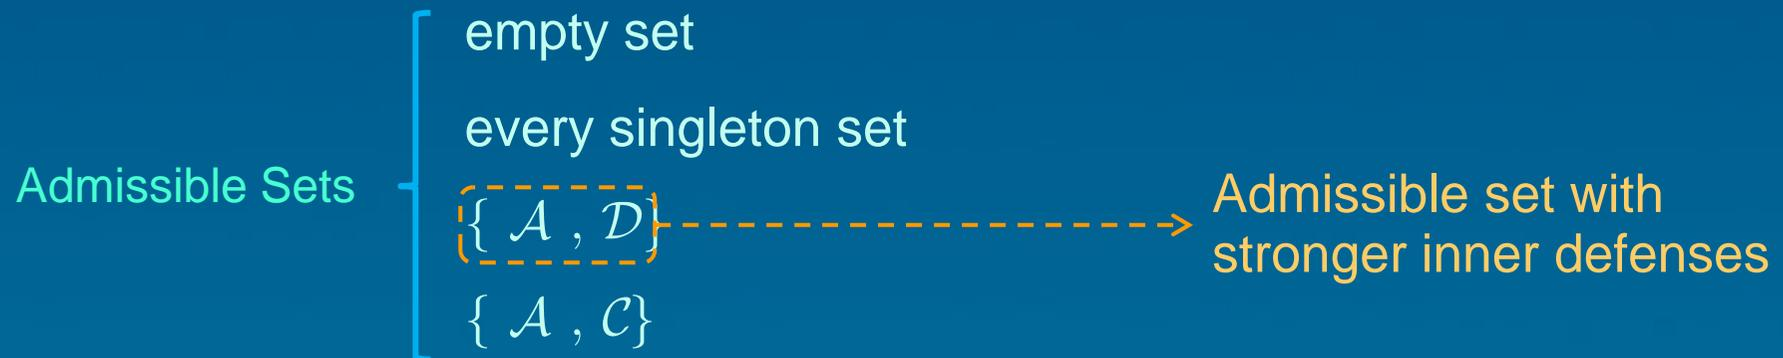 empty set
every singleton set
Admissible Sets
{ 𝒜 , 𝒟}
Admissible set with
stronger inner defenses
{ 𝒜 , 𝒞}